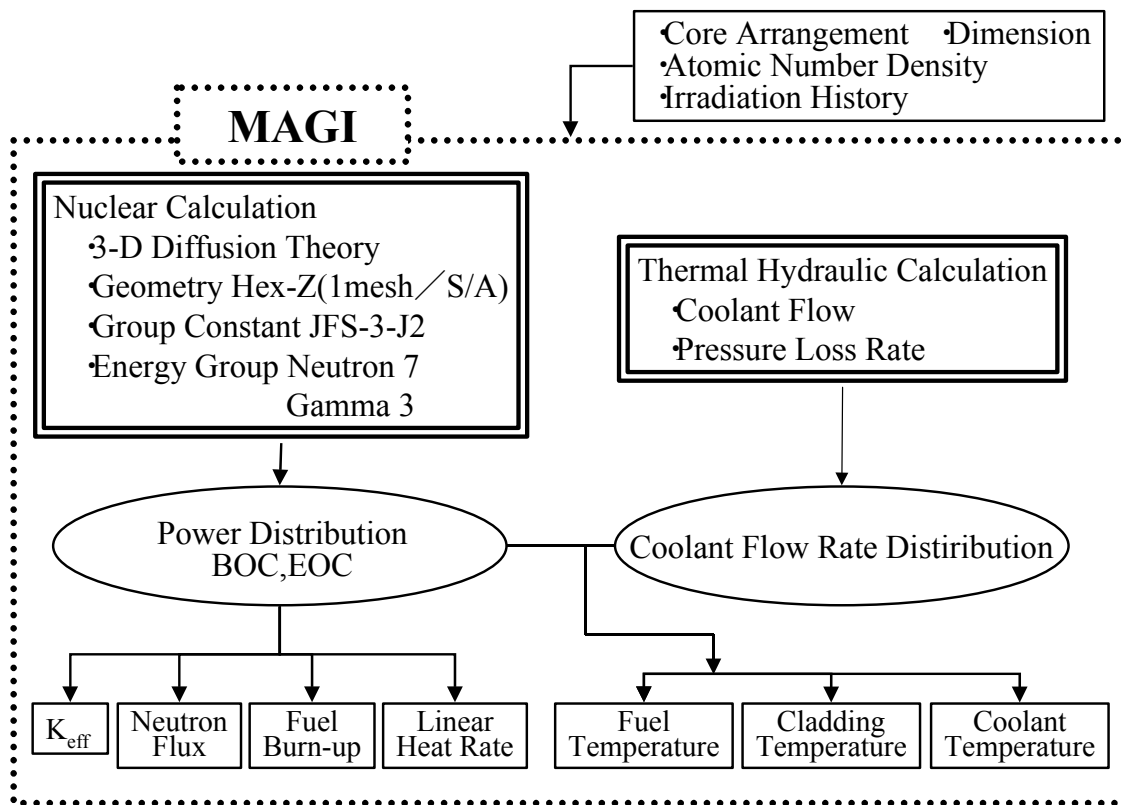 ·Core Arrangement ·Dimension
·Atomic Number Density
·Irradiation History
MAGI
Nuclear Calculation
·3-D Diffusion Theory
·Geometry Hex-Z(1mesh／S/A)
·Group Constant JFS-3-J2
·Energy Group Neutron 7
Gamma 3
Thermal Hydraulic Calculation
·Coolant Flow
·Pressure Loss Rate
Power Distribution
BOC,EOC
Coolant Flow Rate Distiribution
Keff
Neutron
Flux
Fuel
Burn-up
Linear
Heat Rate
Fuel
Temperature
Cladding
Temperature
Coolant
Temperature